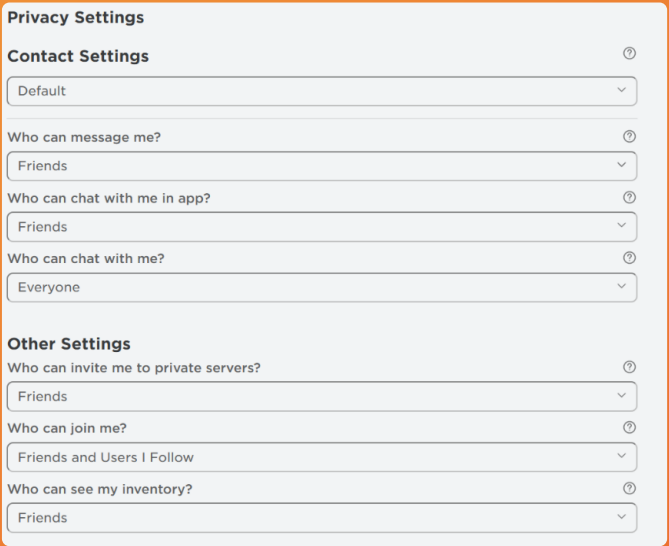 Privacy Settings
Contact Settings
Default
Who can message me?
Friends
Who can chat with me in app?
Friends
Who can chat with me?
Everyone
Other Settings
Who can invite me to private servers?
Friends
Who can join me?
Friends and Users I Follow
Who can see my inventory?
Friends